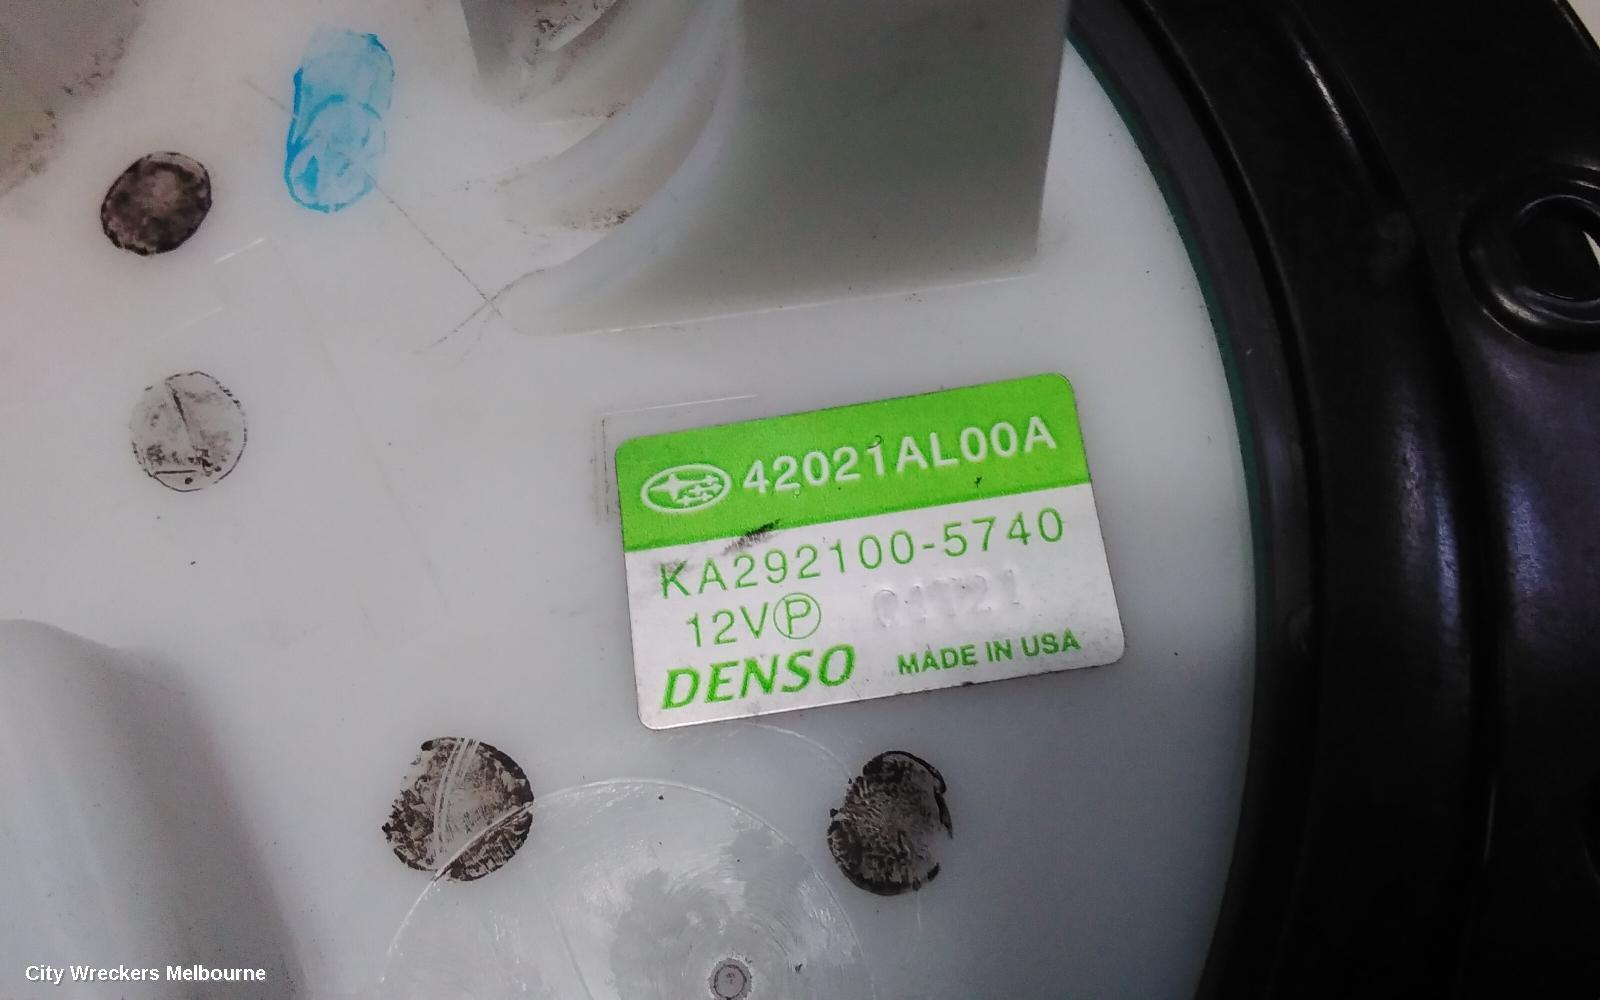 42021AL00A
KA292100-5740
12V Ⓟ
DENSO MADE IN USA
City Wreckers Melbourne